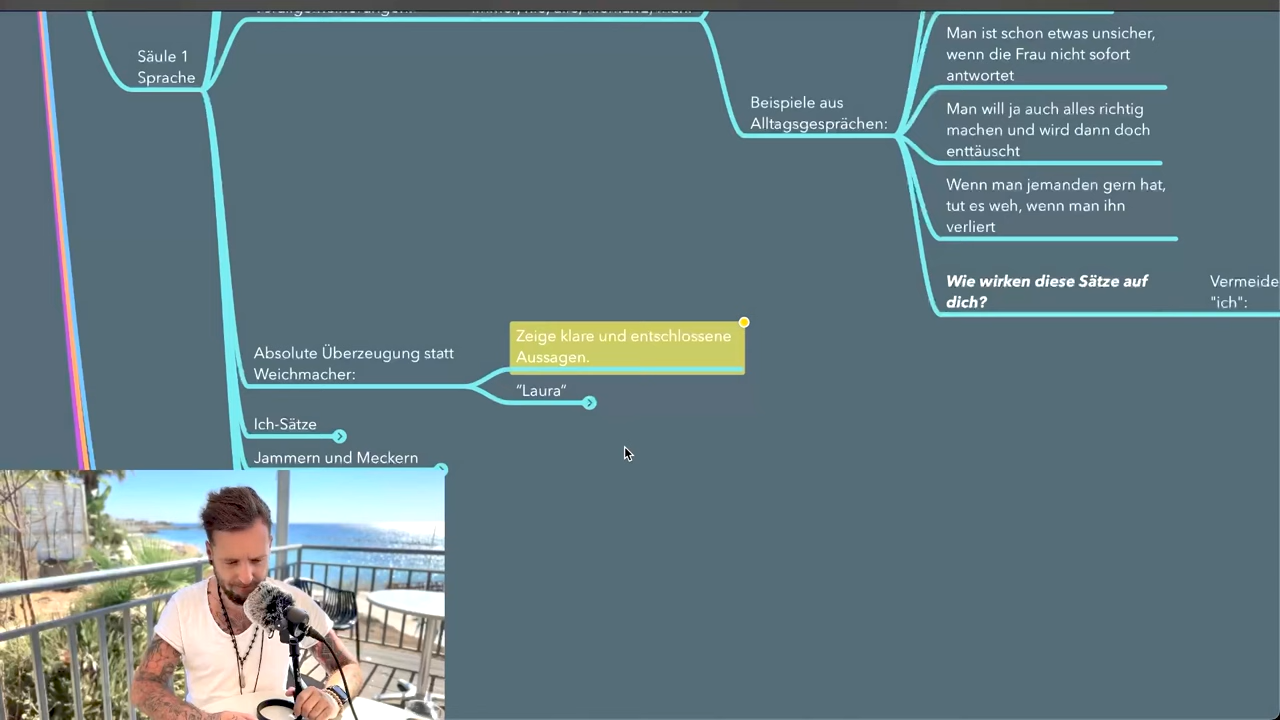 Säule 1
Sprache
Beispiele aus
Alltagsgesprächen:
Man ist schon etwas unsicher,
wenn die Frau nicht sofort
antwortet
Man will ja auch alles richtig
machen und wird dann doch
enttäuscht
Wenn man jemanden gern hat,
tut es weh, wenn man ihn
verliert
Wie wirken diese Sätze auf
dich?
Vermeide
"ich":
Absolute Überzeugung statt
Weichmacher:
Zeige klare und entschlossene
Aussagen.
"Laura"
Ich-Sätze
Jammern und Meckern